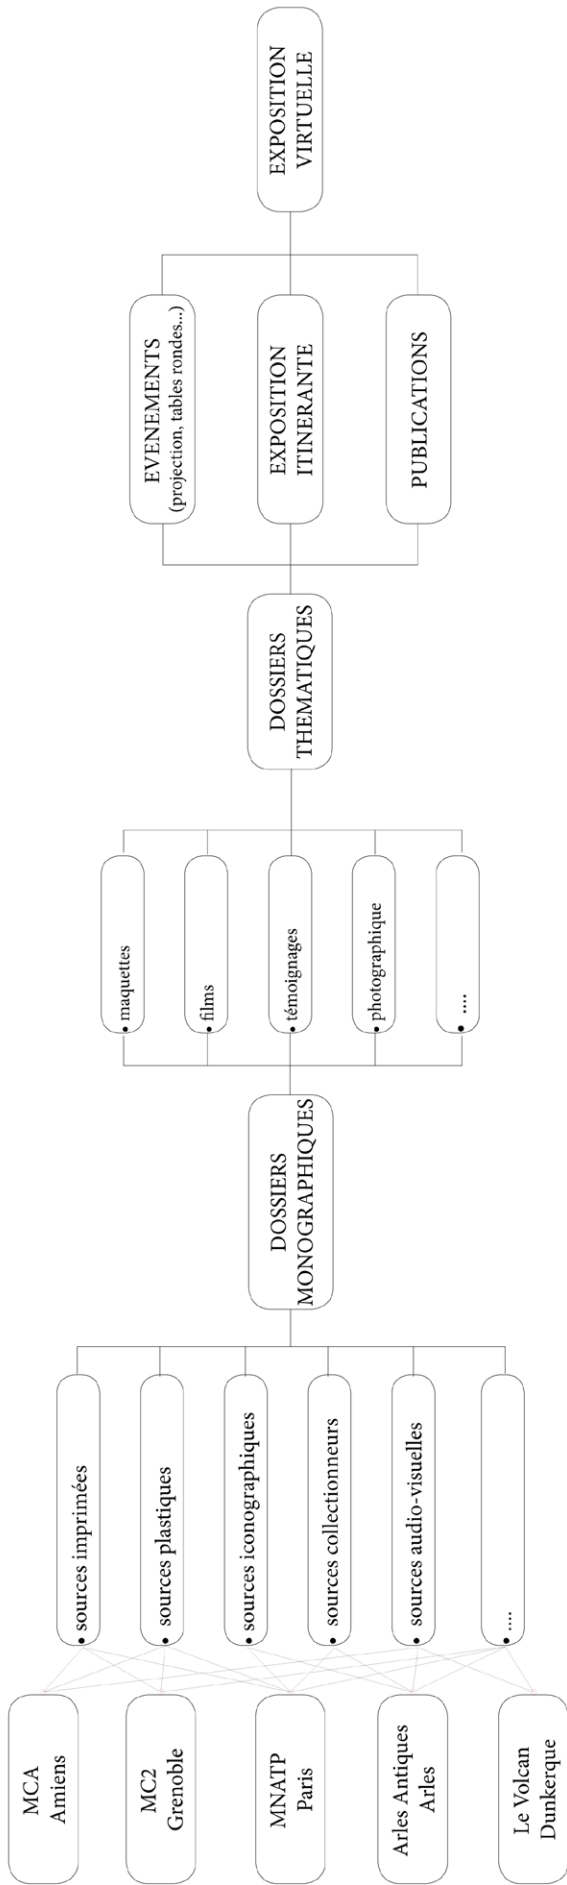 MCA
Amiens
MC2
Grenoble
MNATP
Paris
Arles Antiques
Arles
Le Volcan
Dunkerque
• sources imprimées
• sources plastiques
• sources iconographiques
• sources collectionneurs
• sources audio-visuelles
• ....
DOSSIERS
MONOGRAPHIQUES
• maquettes
• films
• témoignages
• photographique
• ....
DOSSIERS
THEMATIQUES
EVENEMENTS
(projection, tables rondes...)
EXPOSITION
ITINERANTE
PUBLICATIONS
EXPOSITION
VIRTUELLE